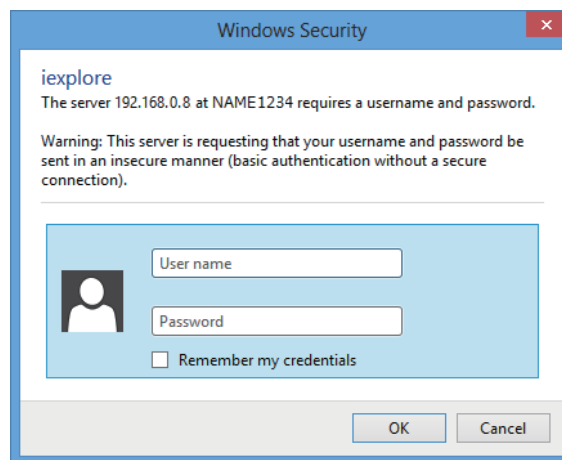 Windows Security
iexplore
The server 192.168.0.8 at NAME1234 requires a username and password.
Warning: This server is requesting that your username and password be
sent in an insecure manner (basic authentication without a secure
connection).
User name
Password
Remember my credentials
OK Cancel